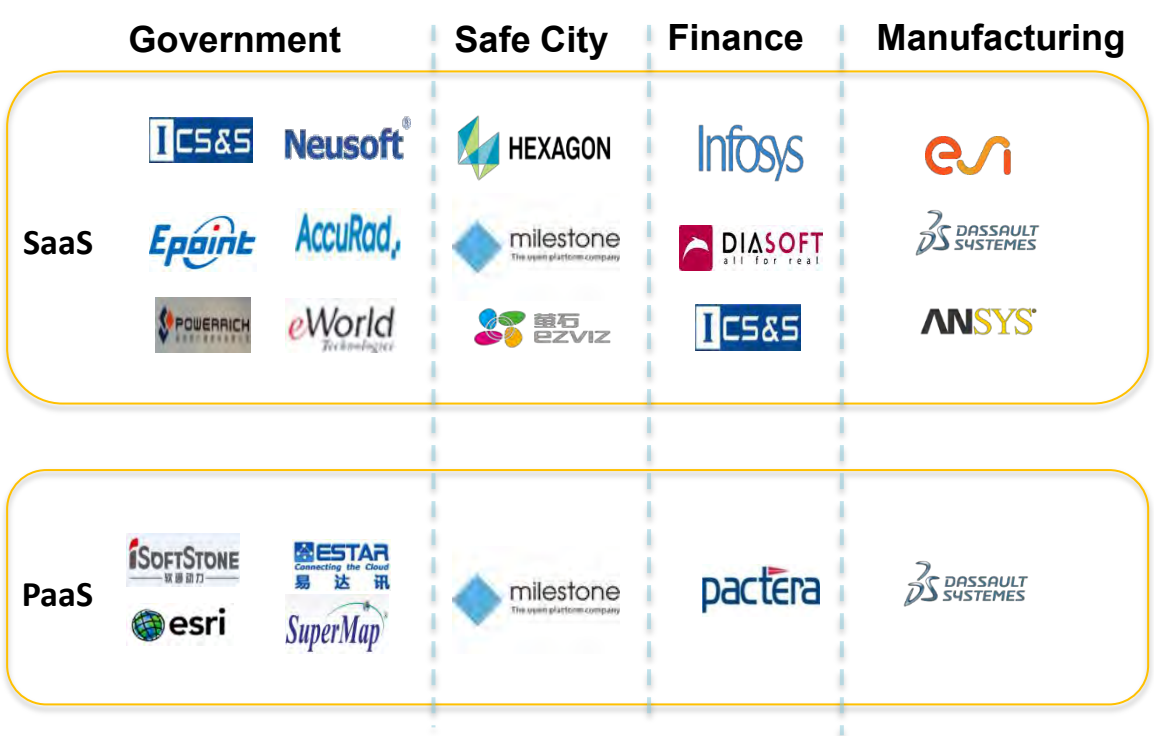 Government Safe City Finance Manufacturing
ICS&S Neusoft® HEXAGON Infosys esi
SaaS
Epoint AccuRad milestone DIASOFT DASSAULT
The open platform company all for real SYSTEMES
POWERRICH eWorld 萤石 ICS&S ANSYS
Technologies ezviz
PaaS
iSOFTSTONE ESTAR milestone pactera DASSAULT
软通动力 Connecting the Cloud The open platform company SYSTEMES
易达讯
esri SuperMap